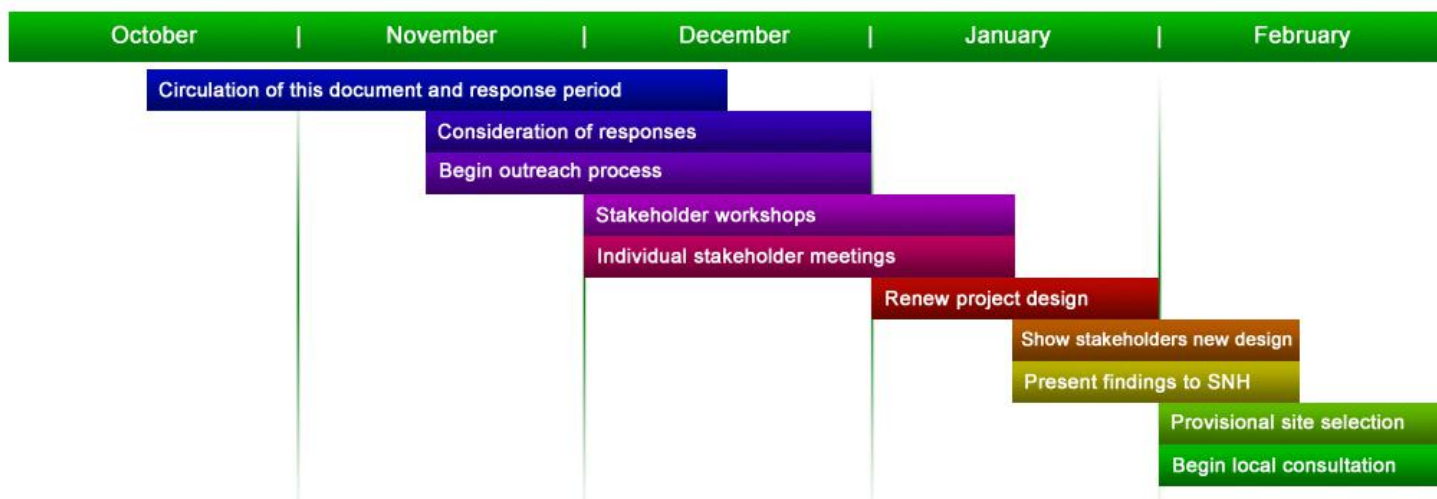 October | November | December | January | February
Circulation of this document and response period
Consideration of responses
Begin outreach process
Stakeholder workshops
Individual stakeholder meetings
Renew project design
Show stakeholders new design
Present findings to SNH
Provisional site selection
Begin local consultation